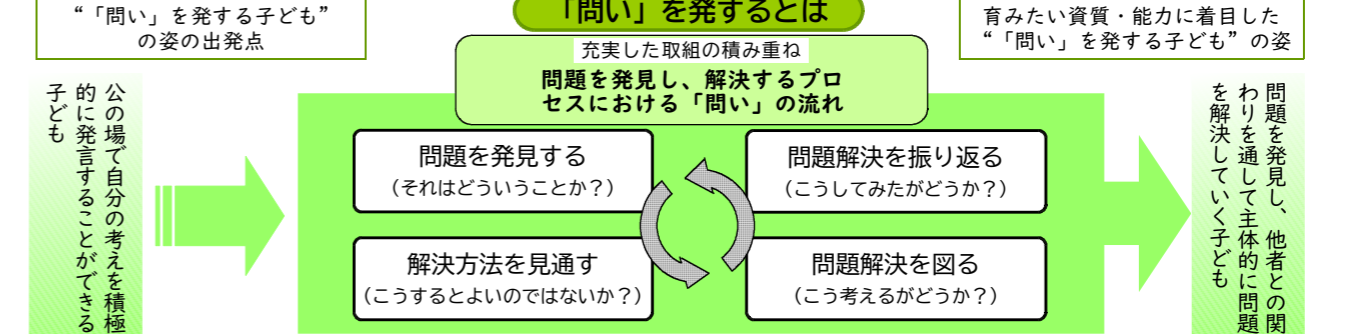 “「問い」を発する子ども”
の姿の出発点
「問い」を発するとは
育みたい資質・能力に着目した
“「問い」を発する子ども”の姿
充実した取組の積み重ね
問題を発見し、解決するプロ
セスにおける「問い」の流れ
公の場で自分の考えを積極
的に発言することができる
子ども
問題を発見する
(それはどういうことか？)
問題解決を振り返る
(こうしてみたがどうか？)
解決方法を見通す
(こうするとよいのではないか？)
問題解決を図る
(こう考えるがどうか？)
問題を発見し、他者との関
わりを通して主体的に問題
を解決していく子ども